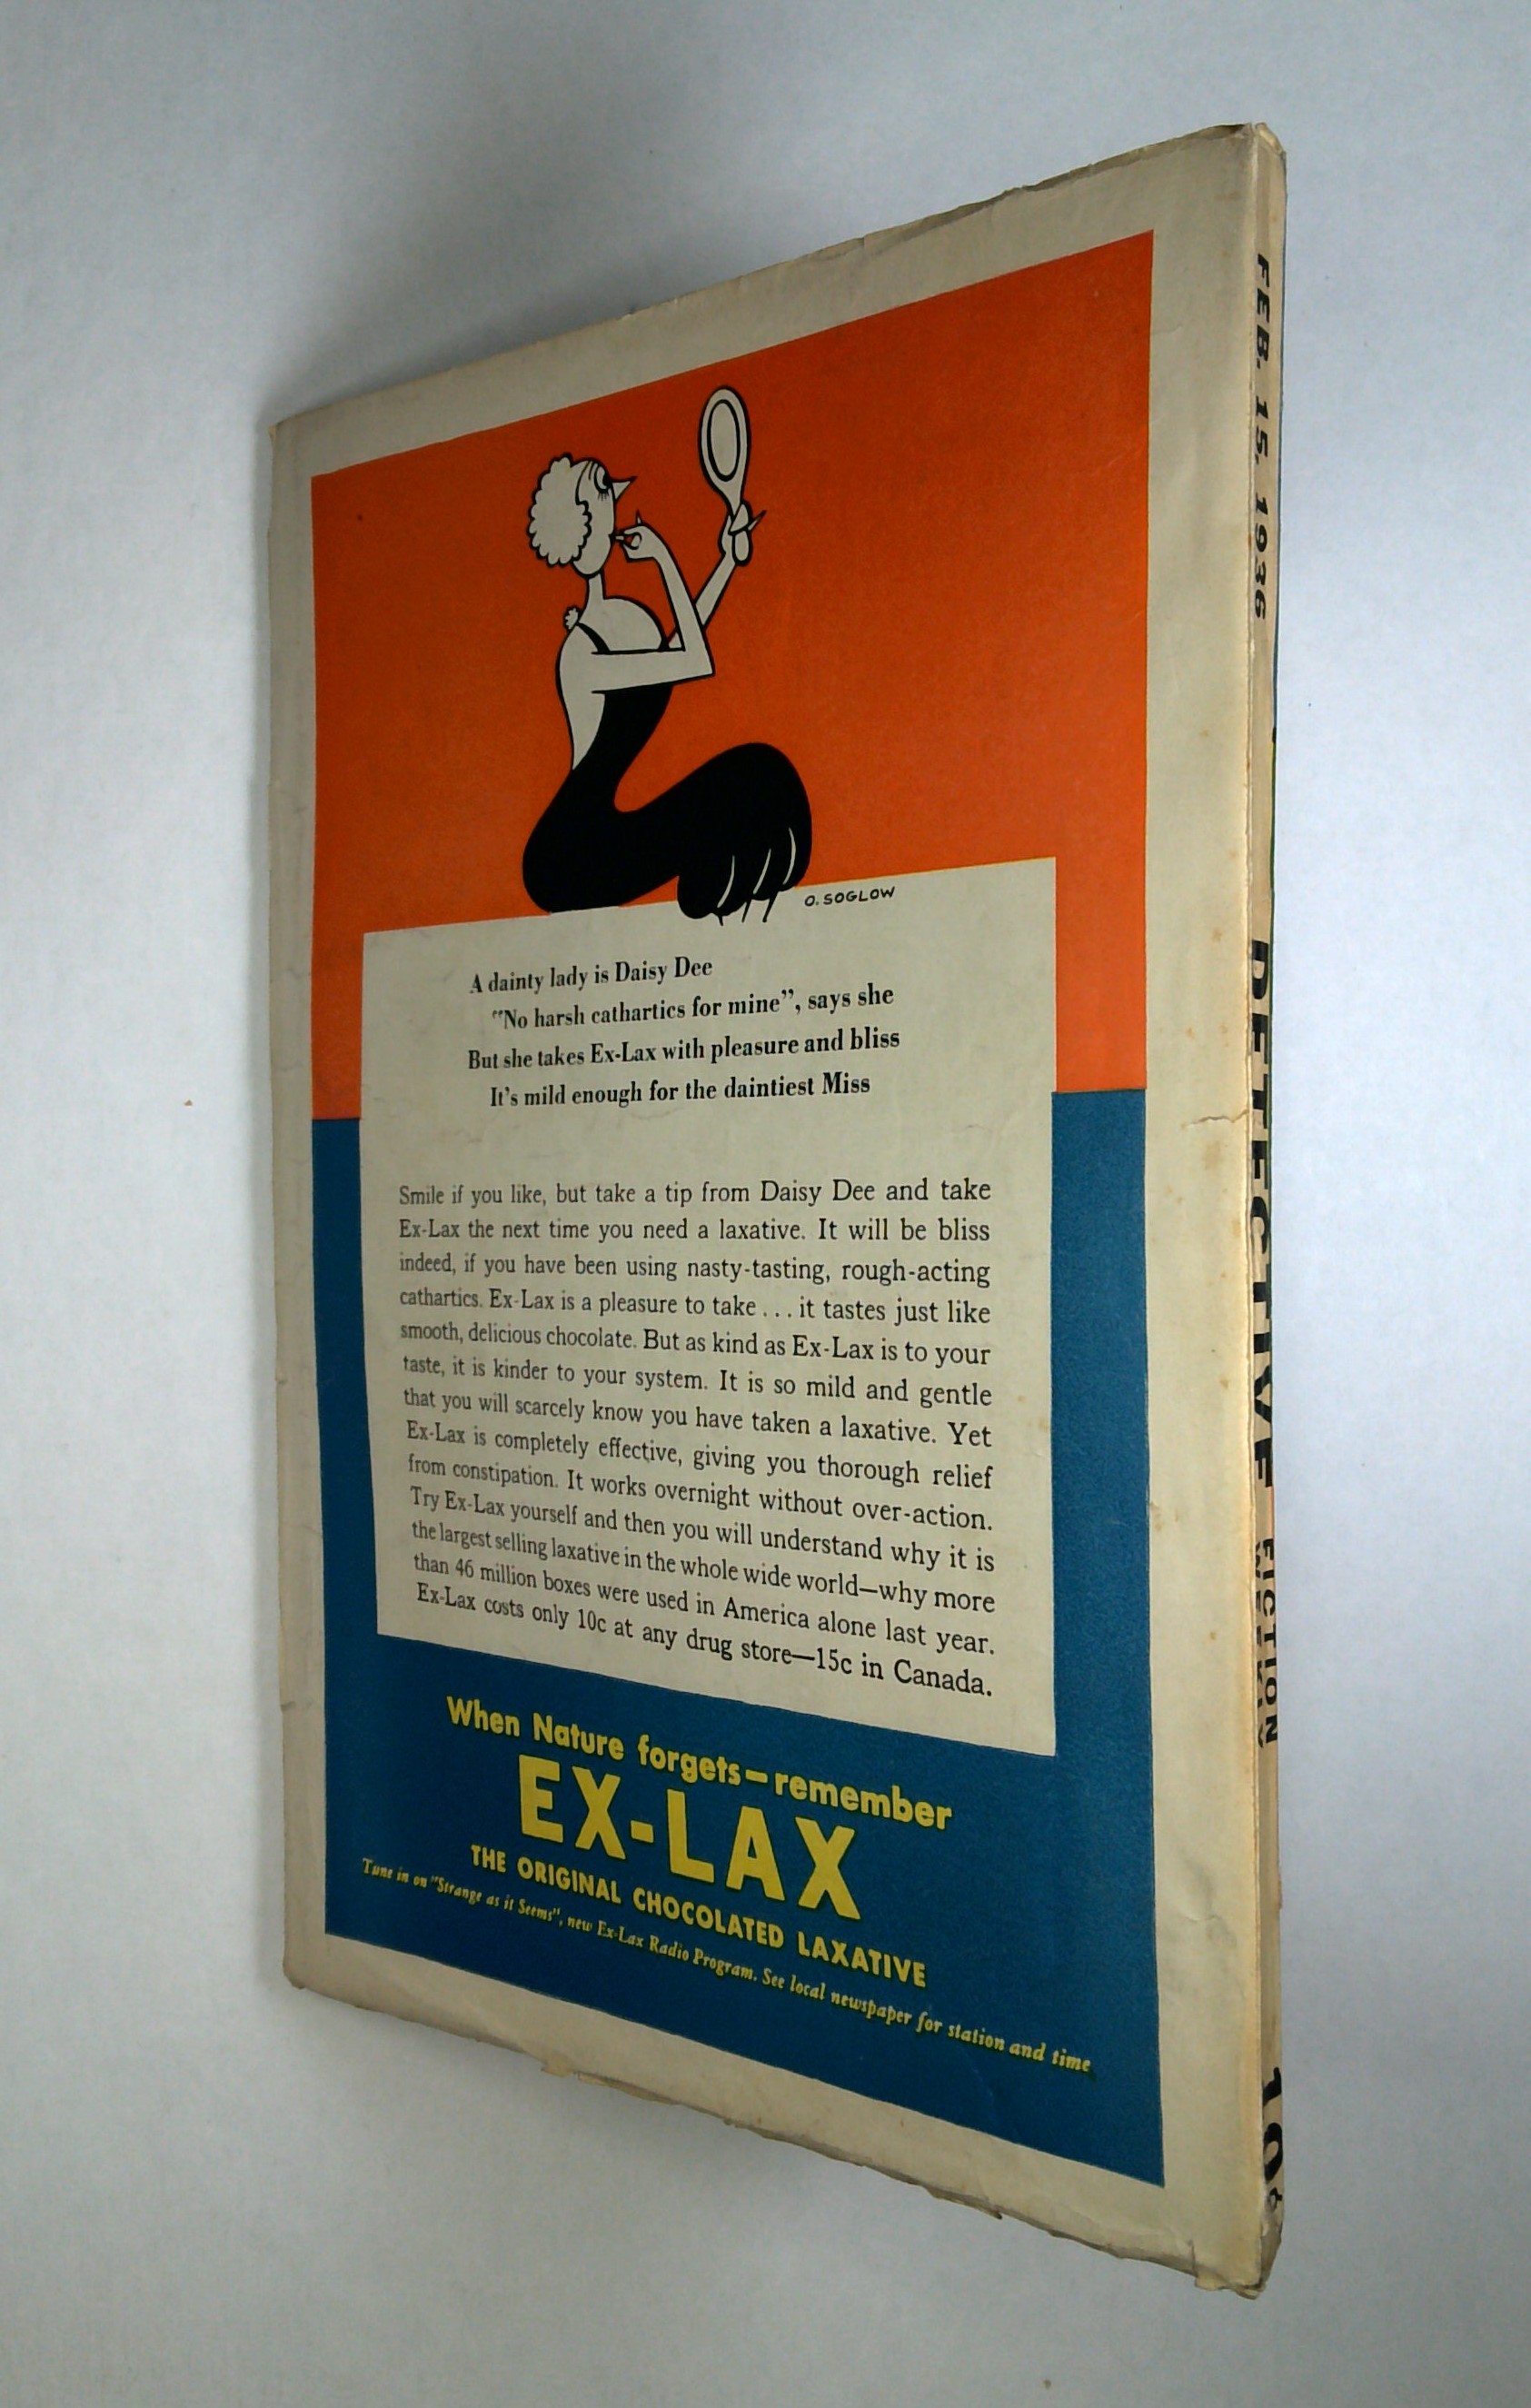 O. SOGLOW
A dainty lady is Daisy Dee
"No harsh cathartics for mine", says she
But she takes Ex-Lax with pleasure and bliss
It's mild enough for the daintiest Miss
Smile if you like, but take a tip from Daisy Dee and take
Ex-Lax the next time you need a laxative. It will be bliss
indeed, if you have been using nasty-tasting, rough-acting
cathartics. Ex-Lax is a pleasure to take . . . it tastes just like
smooth, delicious chocolate. But as kind as Ex-Lax is to your
taste, it is kinder to your system. It is so mild and gentle
that you will scarcely know you have taken a laxative. Yet
Ex-Lax is completely effective, giving you thorough relief
from constipation. It works overnight without over-action.
Try Ex-Lax yourself and then you will understand why it is
the largest selling laxative in the whole wide world—why more
than 46 million boxes were used in America alone last year.
Ex-Lax costs only 10c at any drug store—15c in Canada.
When Nature forgets—remember
EX-LAX
THE ORIGINAL CHOCOLATED LAXATIVE
Tune in on "Strange as it Seems", new Ex-Lax Radio Program. See local newspaper for station and time
FEB. 15, 1936
DETECTIVE
FICTION
10¢